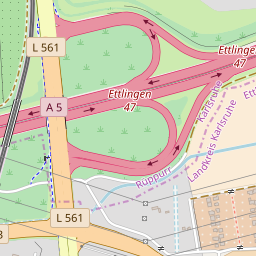 L 561
Ettlingen
47
A 5
Ettlingen
47
Karlsruhe
Landkreis Karlsruhe
Rüppurr
L 561